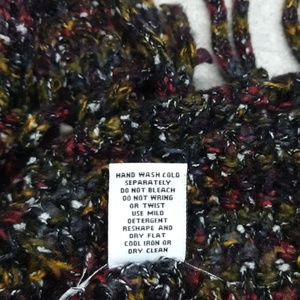 HAND WASH COLD
SEPARATELY
DO NOT BLEACH
DO NOT WRING
OR TWIST
USE MILD
DETERGENT
RESHAPE AND
DRY FLAT
COOL IRON OR
DRY CLEAN